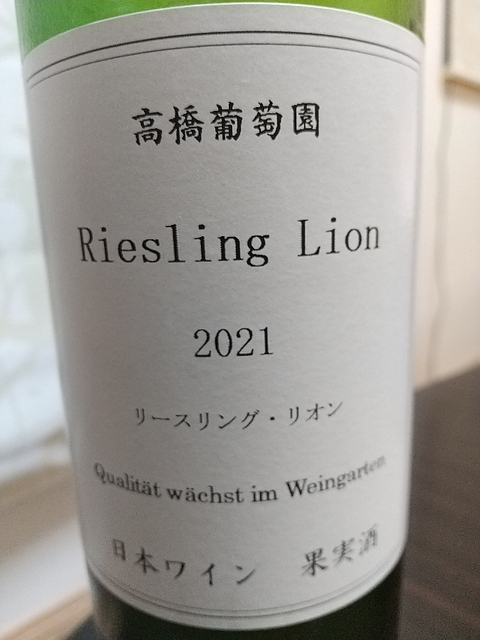 高橋葡萄園
Riesling Lion
2021
リースリング・リオン
Qualität wächst im Weingarten
日本ワイン 果実酒